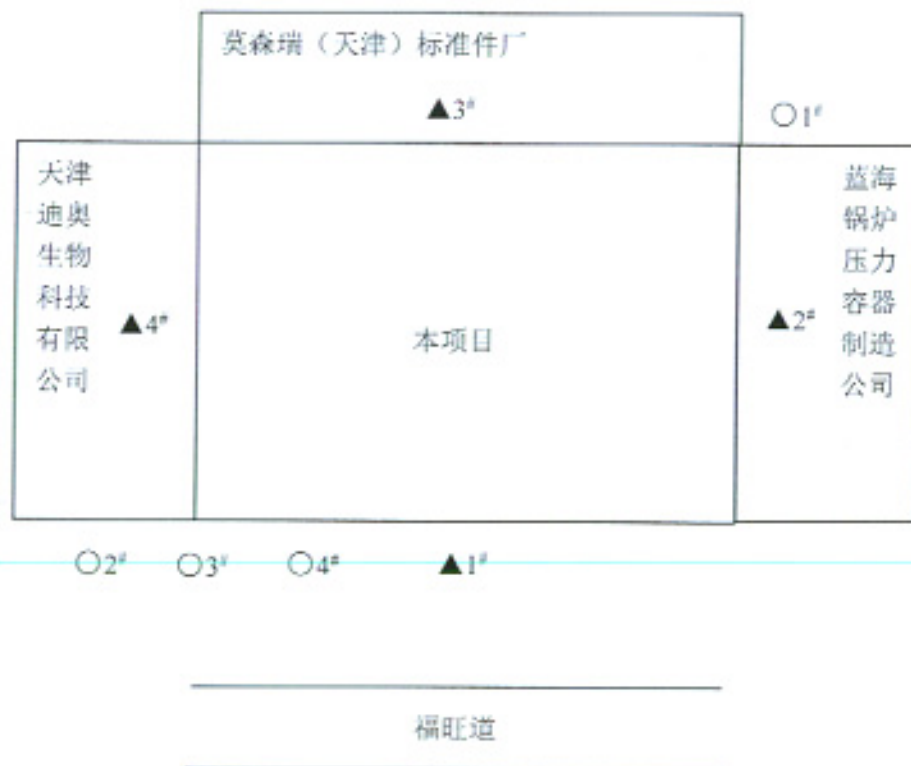 莫森瑞（天津）标准件厂
▲3#
○1#
天津
迪奥
生物
科技
有限
公司
▲4#
本项目
▲2#
蓝海
锅炉
压力
容器
制造
公司
○2#
○3#
○4#
▲1#
福旺道